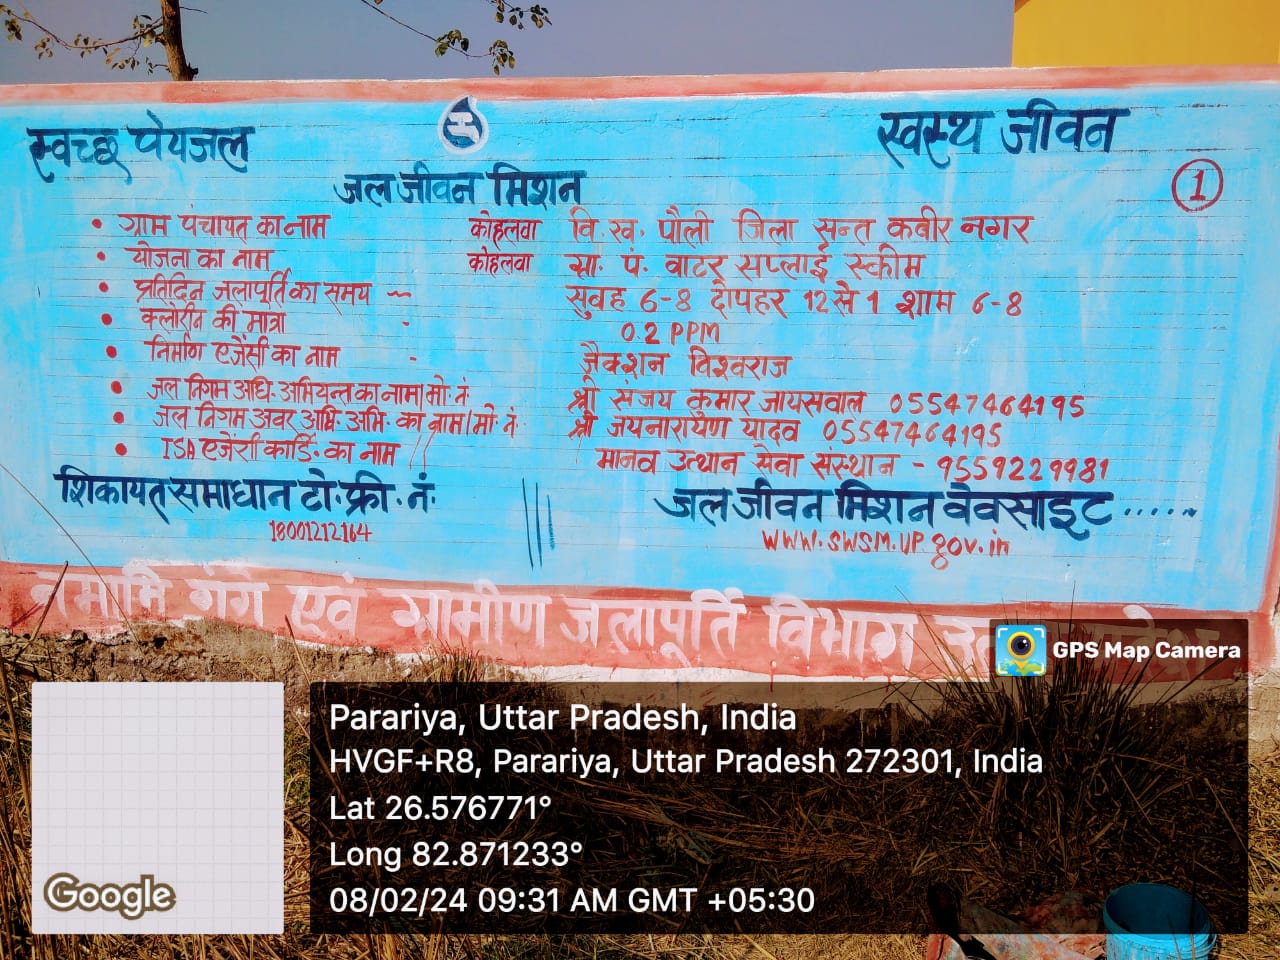 स्वच्छ पेयजल
स्वस्थ जीवन
जल जीवन मिशन
1
• ग्राम पंचायत का नाम कोहलवा वि. ख. पौली जिला सन्त कबीर नगर
• योजना का नाम कोहलवा ग्रा. पं. वाटर सप्लाई स्कीम
• प्रतिदिन जलापूर्ति का समय सुबह 6-8 दोपहर 12 से 1 शाम 6-8
• क्लोरीन की मात्रा - 0.2 PPM
• निर्माण एजेंसी का नाम - जैक्शन विश्वराज
• जल निगम अधि. अभियन्त का नाम/मो. नं. श्री संजय कुमार जायसवाल 05547464195
• जल निगम अवर अधि. अभि. का नाम/मो. नं. श्री जयनारायण यादव 05547464195
• ISA एजेंसी कार्डि. का नाम // मानव उत्थान सेवा संस्थान - 9559229981
शिकायत समाधान टो. फ्री. नं.
18001212164
जल जीवन मिशन वेवसाइट ......
WWW.SWSM.UP gov.in
नमामि गंगे एवं ग्रामीण जलापूर्ति विभाग
GPS Map Camera
Parariya, Uttar Pradesh, India
HVGF+R8, Parariya, Uttar Pradesh 272301, India
Lat 26.576771°
Long 82.871233°
08/02/24 09:31 AM GMT +05:30
Google